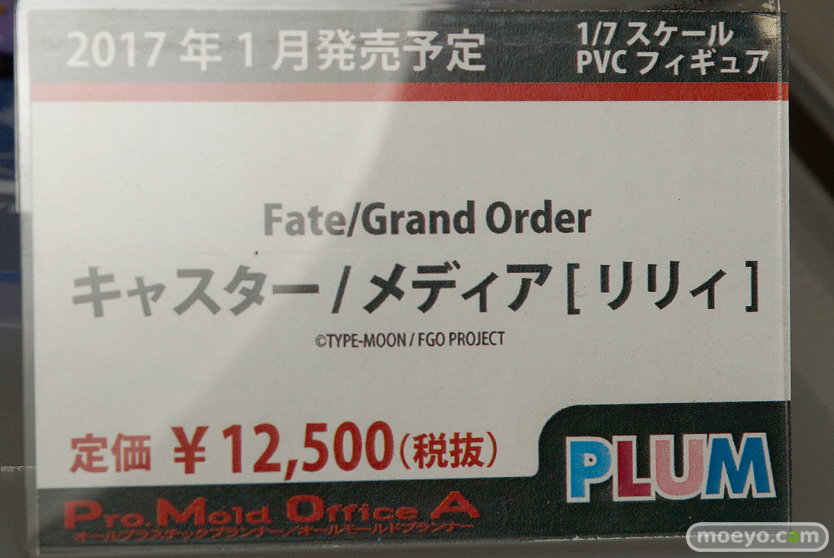 2017年1月発売予定
1/7 スケール
PVC フィギュア
Fate/Grand Order
キャスター / メディア [ リリィ ]
©TYPE-MOON / FGO PROJECT
定価 ¥12,500(税抜)
PLUM
Pro.Mold Office A
オールプラスチックプランナー/オールモールドプランナー
moeyo.com